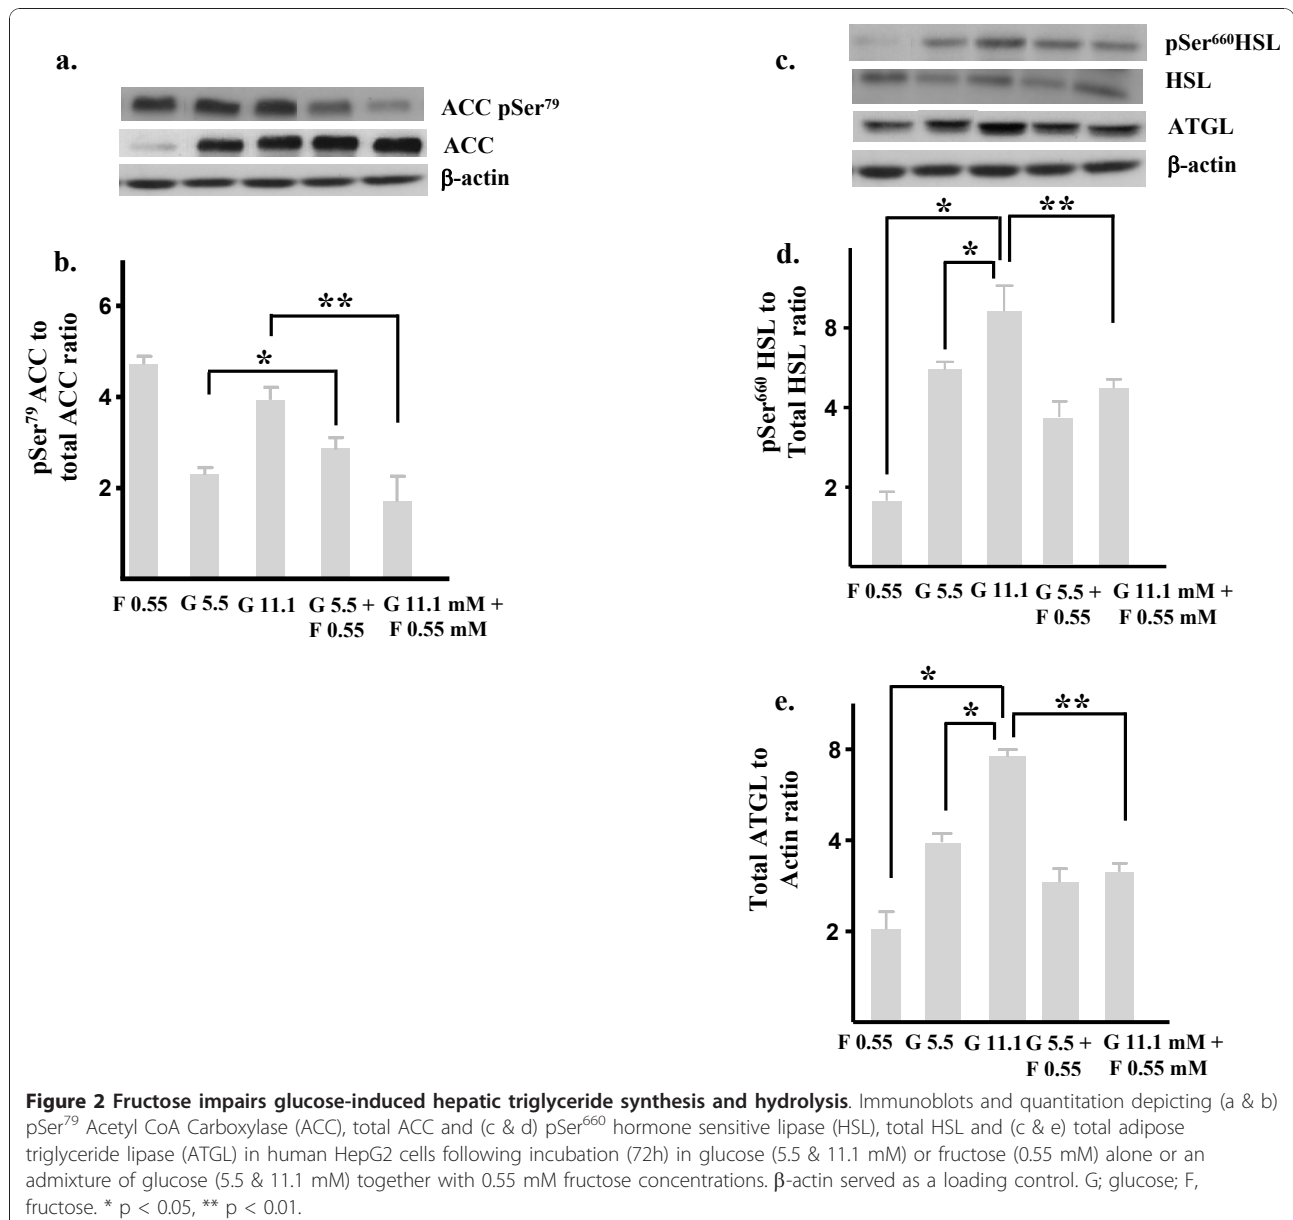 a.
ACC pSer79
ACC
β-actin
b.
pSer79 ACC to
total ACC ratio
6
4
2
*
**
F 0.55 G 5.5 G 11.1 G 5.5 + G 11.1 mM +
F 0.55 F 0.55 mM
c.
pSer660HSL
HSL
ATGL
β-actin
d.
pSer660 HSL to
Total HSL ratio
8
4
2
*
*
**
F 0.55 G 5.5 G 11.1 G 5.5 + G 11.1 mM +
F 0.55 F 0.55 mM
e.
Total ATGL to
Actin ratio
8
4
2
*
*
**
F 0.55 G 5.5 G 11.1 G 5.5 + G 11.1 mM +
F 0.55 F 0.55 mM
Figure 2 Fructose impairs glucose-induced hepatic triglyceride synthesis and hydrolysis. Immunoblots and quantitation depicting (a & b)
pSer79 Acetyl CoA Carboxylase (ACC), total ACC and (c & d) pSer660 hormone sensitive lipase (HSL), total HSL and (c & e) total adipose
triglyceride lipase (ATGL) in human HepG2 cells following incubation (72h) in glucose (5.5 & 11.1 mM) or fructose (0.55 mM) alone or an
admixture of glucose (5.5 & 11.1 mM) together with 0.55 mM fructose concentrations. β-actin served as a loading control. G; glucose; F,
fructose. * p < 0.05, ** p < 0.01.